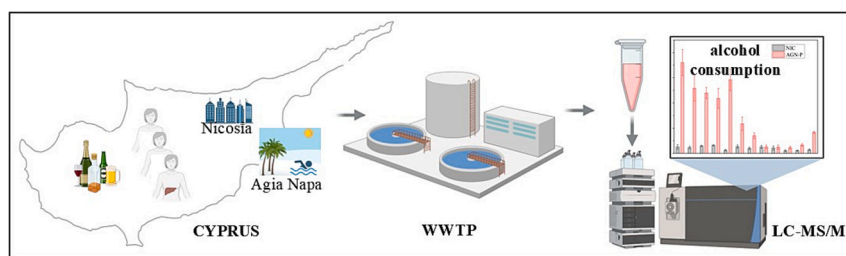 alcohol
consumption
NIC
AGN-P
Nicosia
Agia Napa
CYPRUS
WWTP
LC-MS/M